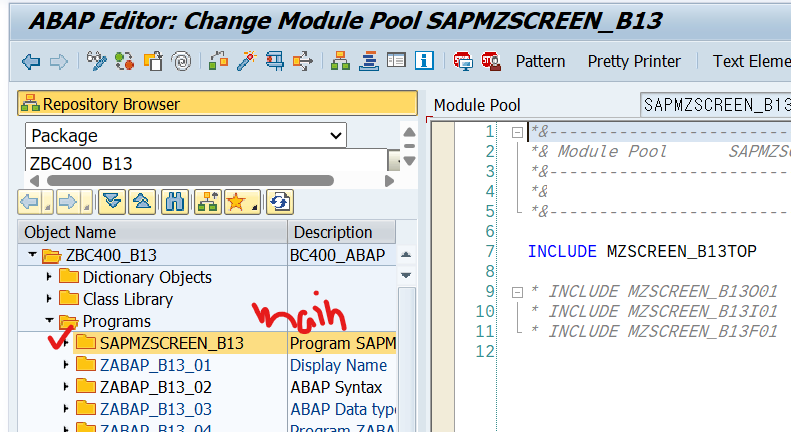 ABAP Editor: Change Module Pool SAPMZSCREEN_B13
Pattern Pretty Printer Text Eleme
Repository Browser
Package
ZBC400_B13
Object Name Description
ZBC400_B13 BC400_ABAP
Dictionary Objects
Class Library
Programs
main
SAPMZSCREEN_B13 Program SAPM
ZABAP_B13_01 Display Name
ZABAP_B13_02 ABAP Syntax
ZABAP_B13_03 ABAP Data type
ZABAP_B13_04 Program ZABA
Module Pool SAPMZSCREEN_B13
1 *&---------------------------
2 *& Module Pool SAPMZS
3 *&---------------------------
4 *&
5 *&---------------------------
6
7 INCLUDE MZSCREEN_B13TOP
8
9 * INCLUDE MZSCREEN_B13O01
10 * INCLUDE MZSCREEN_B13I01
11 * INCLUDE MZSCREEN_B13F01
12